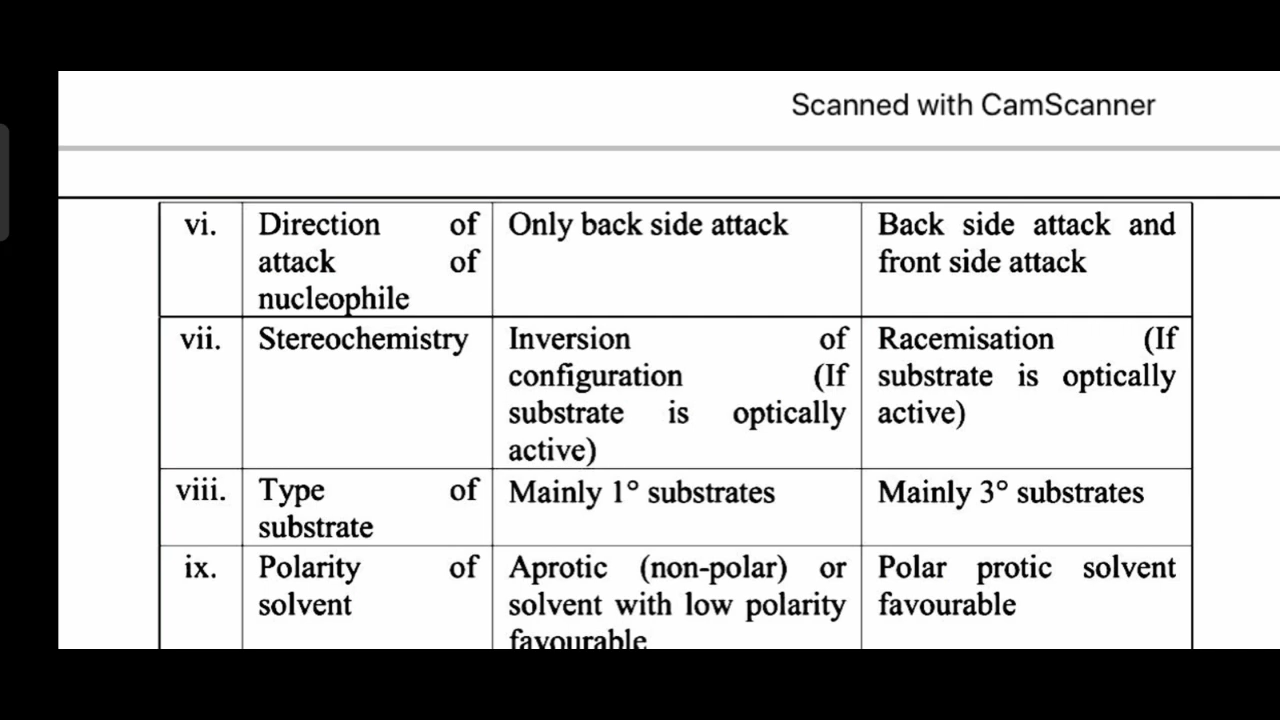 Scanned with CamScanner
vi. Direction of attack of nucleophile Only back side attack Back side attack and front side attack
vii. Stereochemistry Inversion of configuration (If substrate is optically active) Racemisation (If substrate is optically active)
viii. Type of substrate Mainly 1° substrates Mainly 3° substrates
ix. Polarity of solvent Aprotic (non-polar) or solvent with low polarity favourable Polar protic solvent favourable